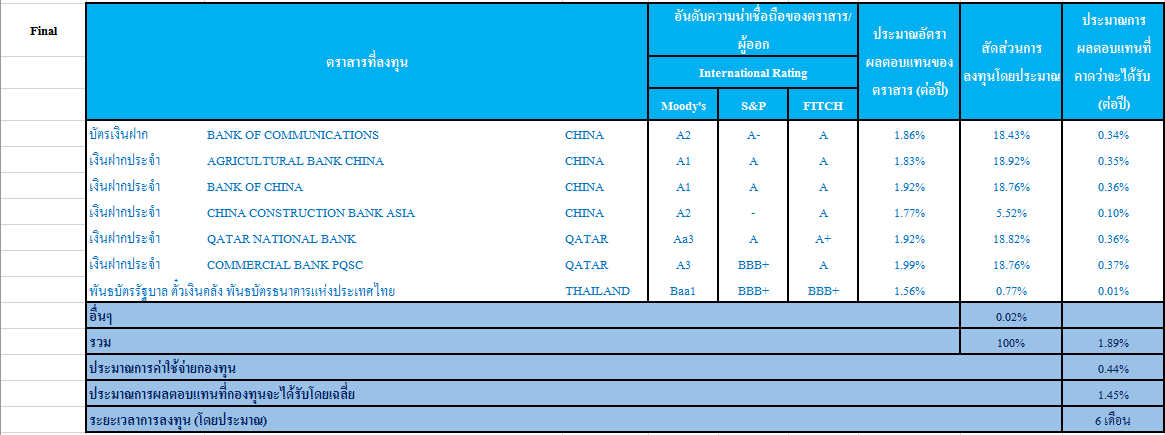 Final
ตราสารที่ลงทุน
อันดับความน่าเชื่อถือของตราสาร/
ผู้ออก
International Rating
Moody's S&P FITCH
ประมาณอัตรา
ผลตอบแทนของ
ตราสาร (ต่อปี)
สัดส่วนการ
ลงทุนโดยประมาณ
ประมาณการ
ผลตอบแทนที่
คาดว่าจะได้รับ
(ต่อปี)
บัตรเงินฝาก BANK OF COMMUNICATIONS CHINA A2 A- A 1.86% 18.43% 0.34%
เงินฝากประจำ AGRICULTURAL BANK CHINA CHINA A1 A A 1.83% 18.92% 0.35%
เงินฝากประจำ BANK OF CHINA CHINA A1 A A 1.92% 18.76% 0.36%
เงินฝากประจำ CHINA CONSTRUCTION BANK ASIA CHINA A2 - A 1.77% 5.52% 0.10%
เงินฝากประจำ QATAR NATIONAL BANK QATAR Aa3 A A+ 1.92% 18.82% 0.36%
เงินฝากประจำ COMMERCIAL BANK PQSC QATAR A3 BBB+ A 1.99% 18.76% 0.37%
พันธบัตรรัฐบาล ตั๋วเงินคลัง พันธบัตรธนาคารแห่งประเทศไทย THAILAND Baa1 BBB+ BBB+ 1.56% 0.77% 0.01%
อื่นๆ 0.02%
รวม 100% 1.89%
ประมาณการค่าใช้จ่ายกองทุน 0.44%
ประมาณการผลตอบแทนที่กองทุนจะได้รับโดยเฉลี่ย 1.45%
ระยะเวลาการลงทุน (โดยประมาณ) 6 เดือน